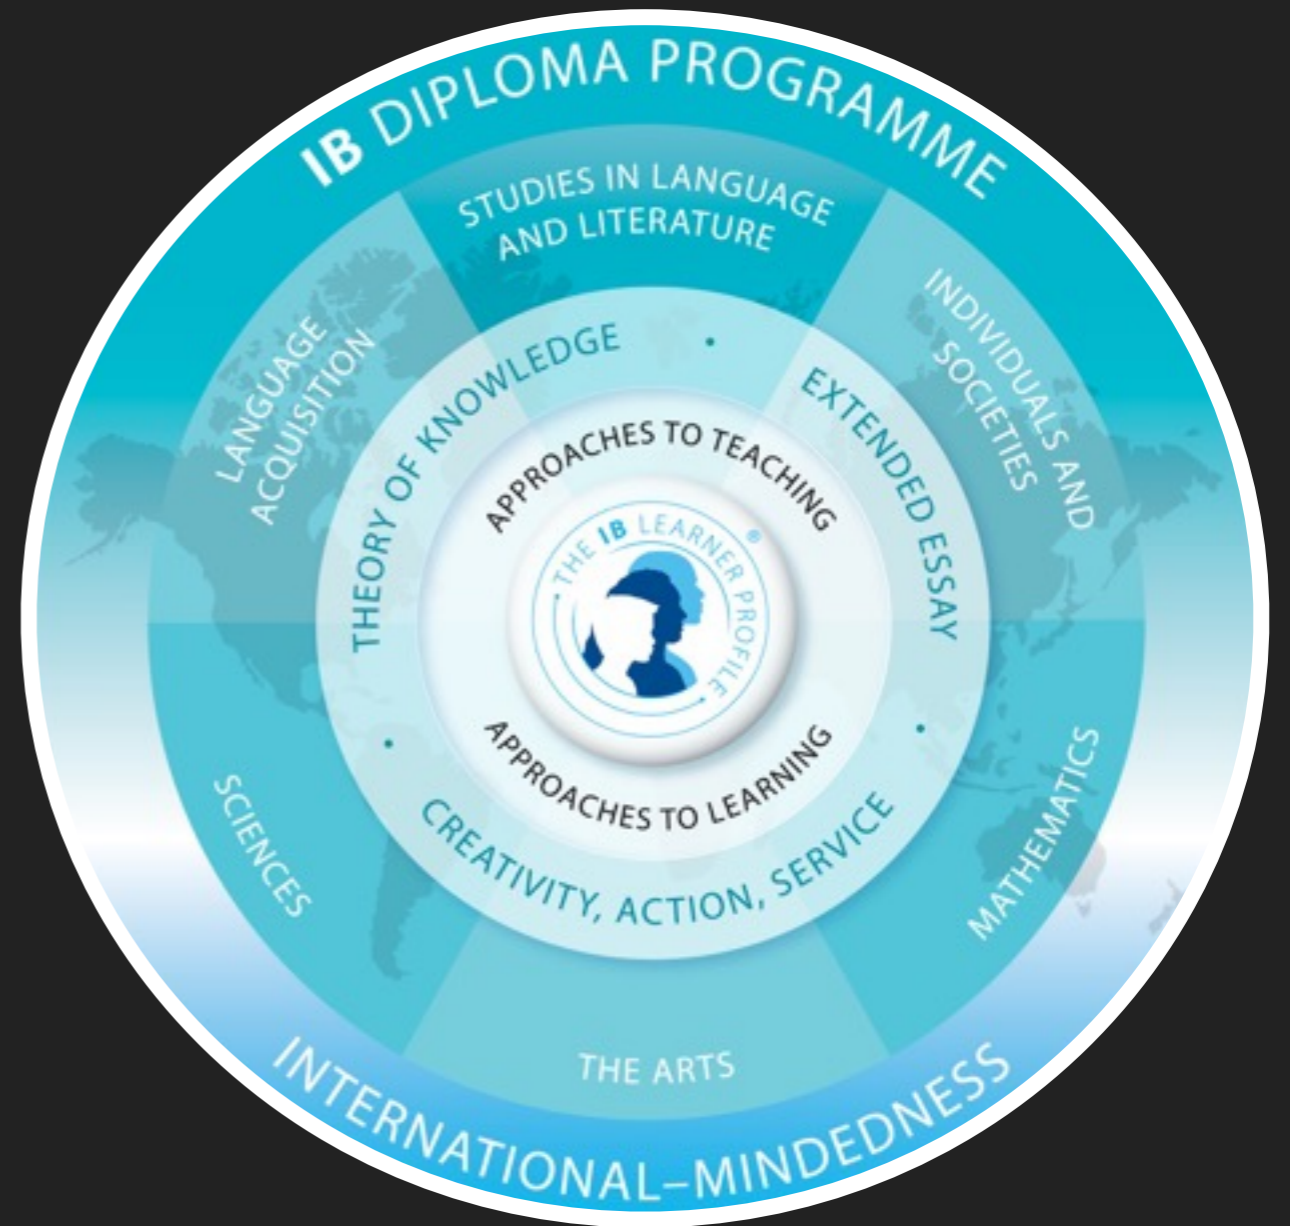 IB DIPLOMA PROGRAMME
STUDIES IN LANGUAGE
AND LITERATURE
LANGUAGE
ACQUISITION
INDIVIDUALS AND
SOCIETIES
THEORY OF KNOWLEDGE
·
EXTENDED ESSAY
APPROACHES TO TEACHING
· THE IB LEARNER PROFILE ·®
APPROACHES TO LEARNING
·
CREATIVITY, ACTION, SERVICE
·
SCIENCES
MATHEMATICS
THE ARTS
INTERNATIONAL–MINDEDNESS